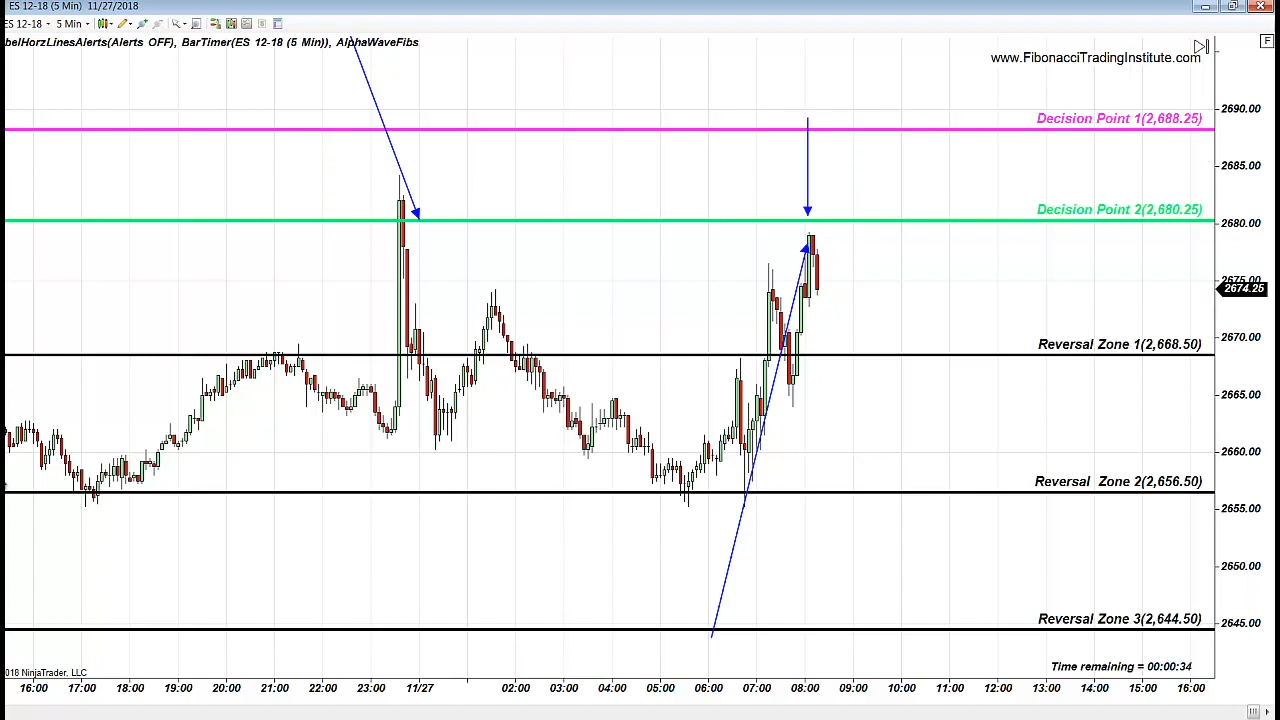 ES 12-18 (5 Min) 11/27/2018
ES 12-18 5 Min
belHorzLinesAlerts(Alerts OFF), BarTimer(ES 12-18 (5 Min)), AlphaWaveFibs
F
www.FibonacciTradingInstitute.com
2690.00
Decision Point 1(2,688.25)
2685.00
Decision Point 2(2,680.25)
2680.00
2675.00
2674.25
Reversal Zone 1(2,668.50)
2670.00
2665.00
2660.00
Reversal Zone 2(2,656.50)
2655.00
2650.00
Reversal Zone 3(2,644.50)
2645.00
Time remaining = 00:00:34
018 NinjaTrader, LLC
16:00 17:00 18:00 19:00 20:00 21:00 22:00 23:00 11/27 02:00 03:00 04:00 05:00 06:00 07:00 08:00 09:00 10:00 11:00 12:00 13:00 14:00 15:00 16:00